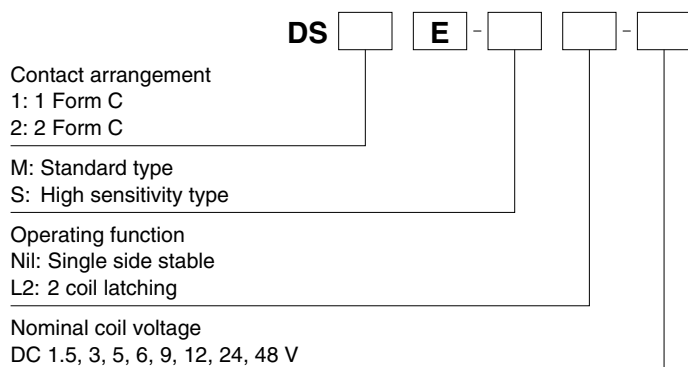 DS E - -
Contact arrangement
1: 1 Form C
2: 2 Form C
M: Standard type
S: High sensitivity type
Operating function
Nil: Single side stable
L2: 2 coil latching
Nominal coil voltage
DC 1.5, 3, 5, 6, 9, 12, 24, 48 V